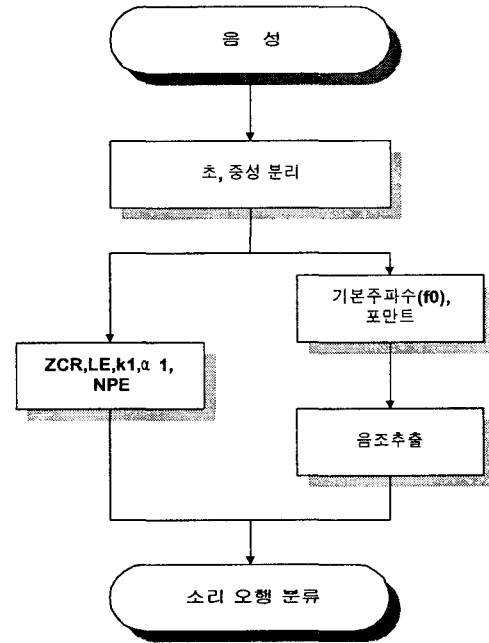 음 성
초, 중성 분리
기본주파수(f0),
포만트
ZCR,LE,k1,α 1,
NPE
음조추출
소리 오행 분류